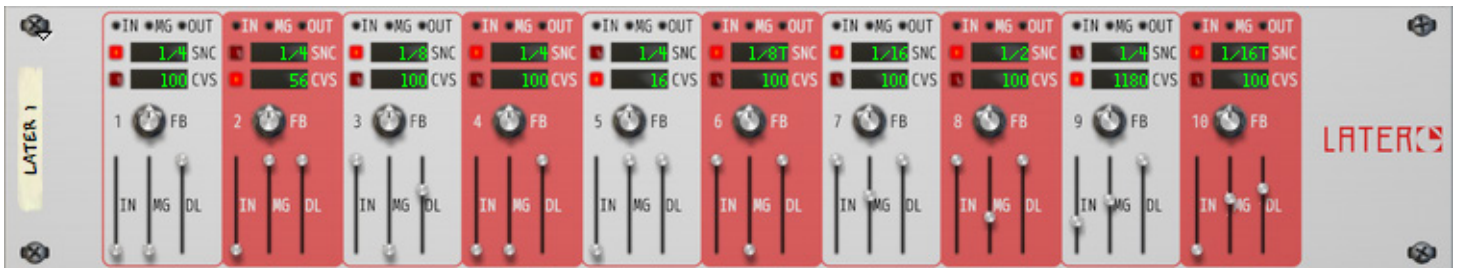 IN MG OUT IN MG OUT IN MG OUT IN MG OUT IN MG OUT IN MG OUT IN MG OUT IN MG OUT IN MG OUT IN MG OUT
1/4 SNC 1/4 SNC 1/8 SNC 1/4 SNC 1/4 SNC 1/8T SNC 1/16 SNC 1/2 SNC 1/4 SNC 1/16T SNC
100 CVS 56 CVS 100 CVS 100 CVS 16 CVS 100 CVS 100 CVS 100 CVS 1180 CVS 100 CVS
1 FB 2 FB 3 FB 4 FB 5 FB 6 FB 7 FB 8 FB 9 FB 10 FB
LATER 1
LATER
IN MG DL IN MG DL IN MG DL IN MG DL IN MG DL IN MG DL IN MG DL IN MG DL IN MG DL IN MG DL